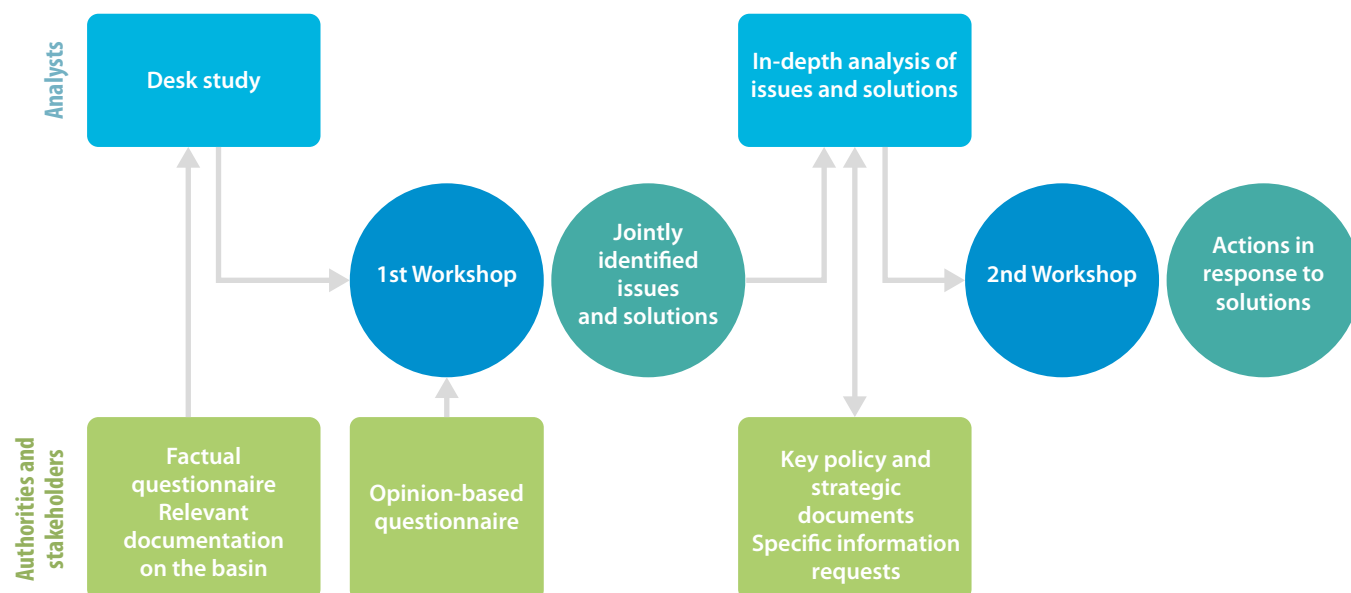 Analysts
Desk study
In-depth analysis of
issues and solutions
1st Workshop
Jointly
identified
issues
and solutions
2nd Workshop
Actions in
response to
solutions
Authorities and
stakeholders
Factual
questionnaire
Relevant
documentation
on the basin
Opinion-based
questionnaire
Key policy and
strategic
documents
Specific information
requests